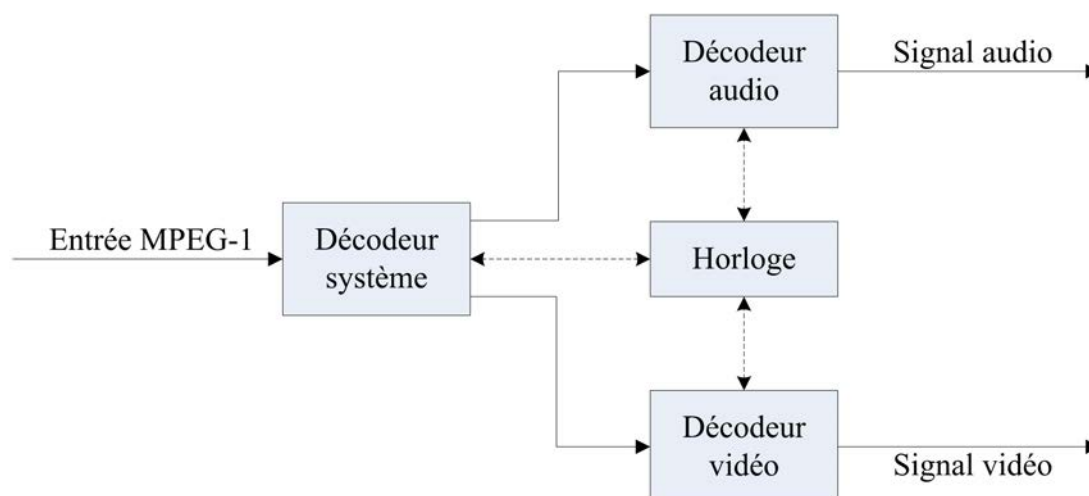 Décodeur
audio
Signal audio
Entrée MPEG-1
Décodeur
système
Horloge
Décodeur
vidéo
Signal vidéo